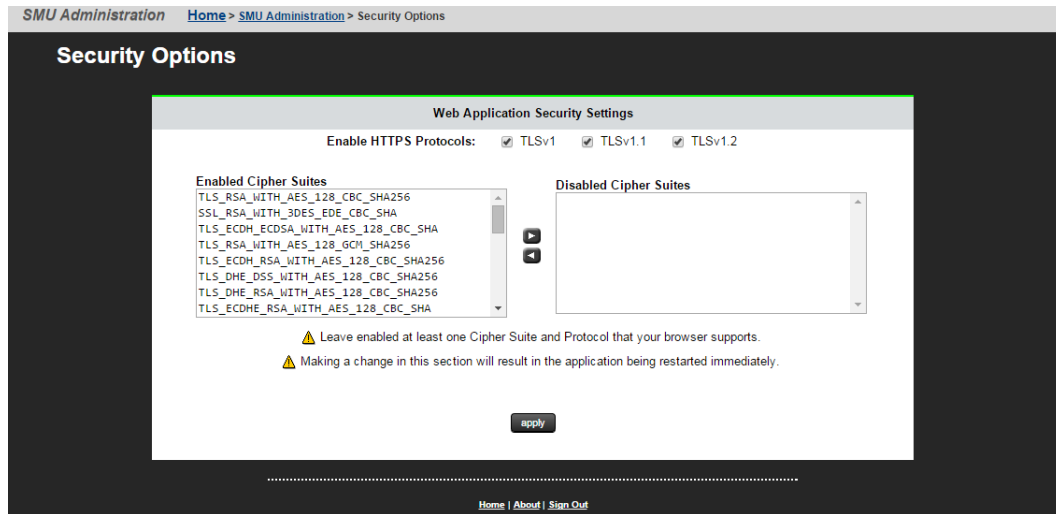 SMU Administration Home > SMU Administration > Security Options
Security Options
Web Application Security Settings
Enable HTTPS Protocols: TLSv1 TLSv1.1 TLSv1.2
Enabled Cipher Suites
TLS_RSA_WITH_AES_128_CBC_SHA256
SSL_RSA_WITH_3DES_EDE_CBC_SHA
TLS_ECDH_ECDSA_WITH_AES_128_CBC_SHA
TLS_RSA_WITH_AES_128_GCM_SHA256
TLS_ECDH_RSA_WITH_AES_128_CBC_SHA256
TLS_DHE_DSS_WITH_AES_128_CBC_SHA256
TLS_DHE_RSA_WITH_AES_128_CBC_SHA256
TLS_ECDHE_RSA_WITH_AES_128_CBC_SHA
Disabled Cipher Suites
Leave enabled at least one Cipher Suite and Protocol that your browser supports.
Making a change in this section will result in the application being restarted immediately.
apply
Home | About | Sign Out